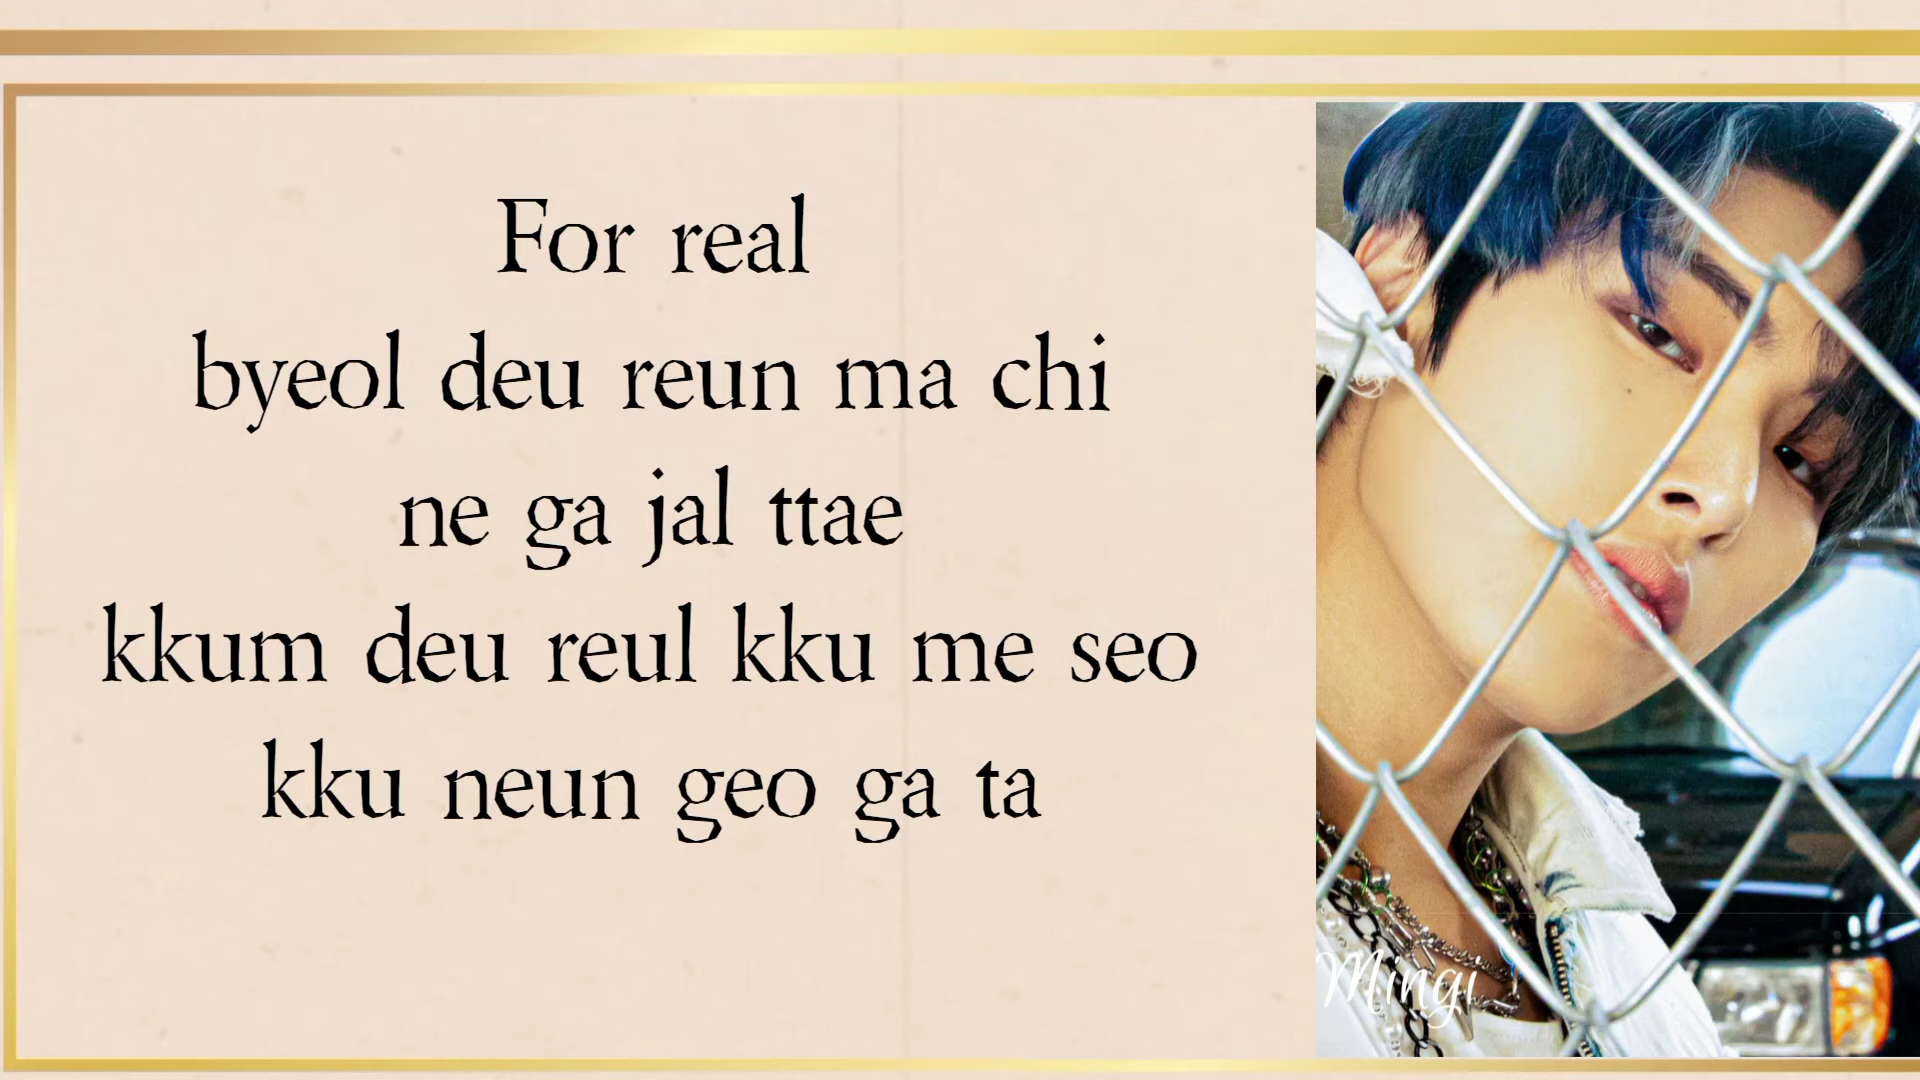 For real
byeol deu reun ma chi
ne ga jal ttae
kkum deu reul kku me seo
kku neun geo ga ta
Mingi